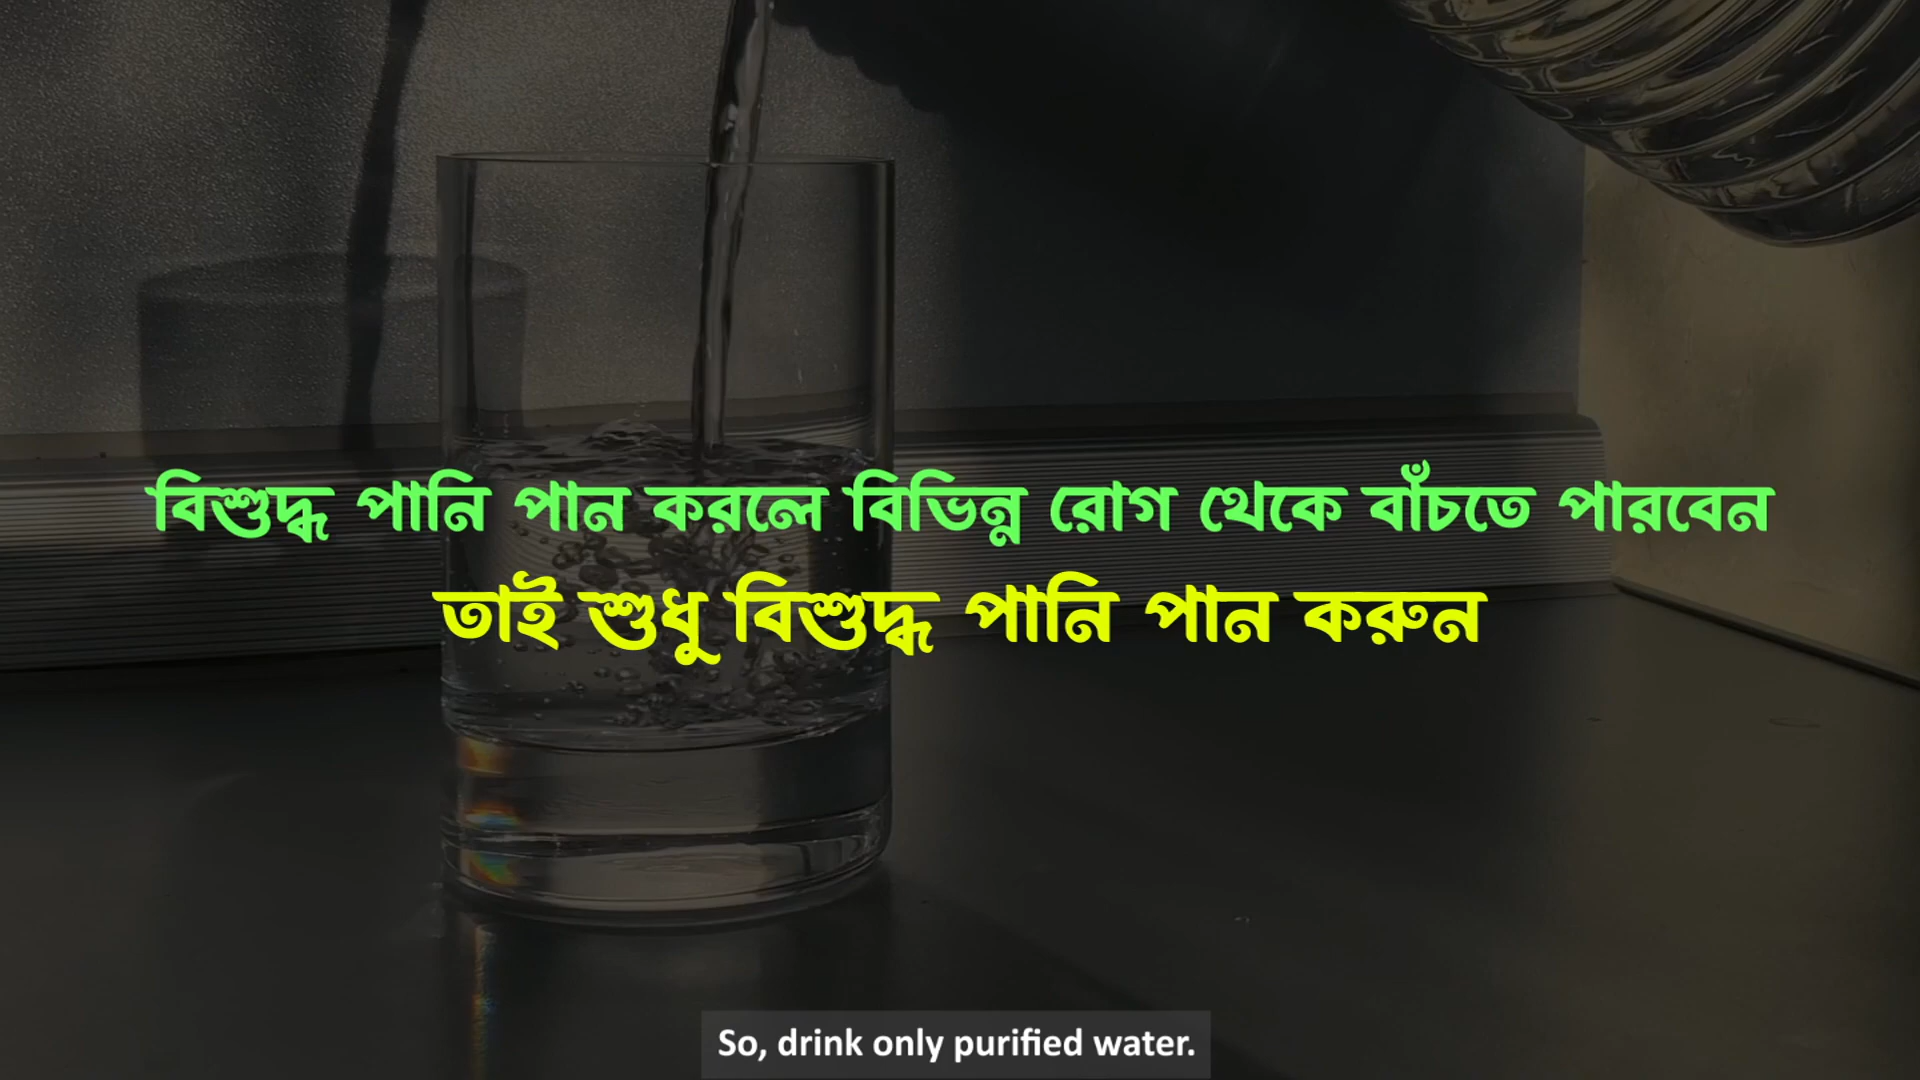 বিশুদ্ধ পানি পান করলে বিভিন্ন রোগ থেকে বাঁচতে পারবেন
তাই শুধু বিশুদ্ধ পানি পান করুন
So, drink only purified water.